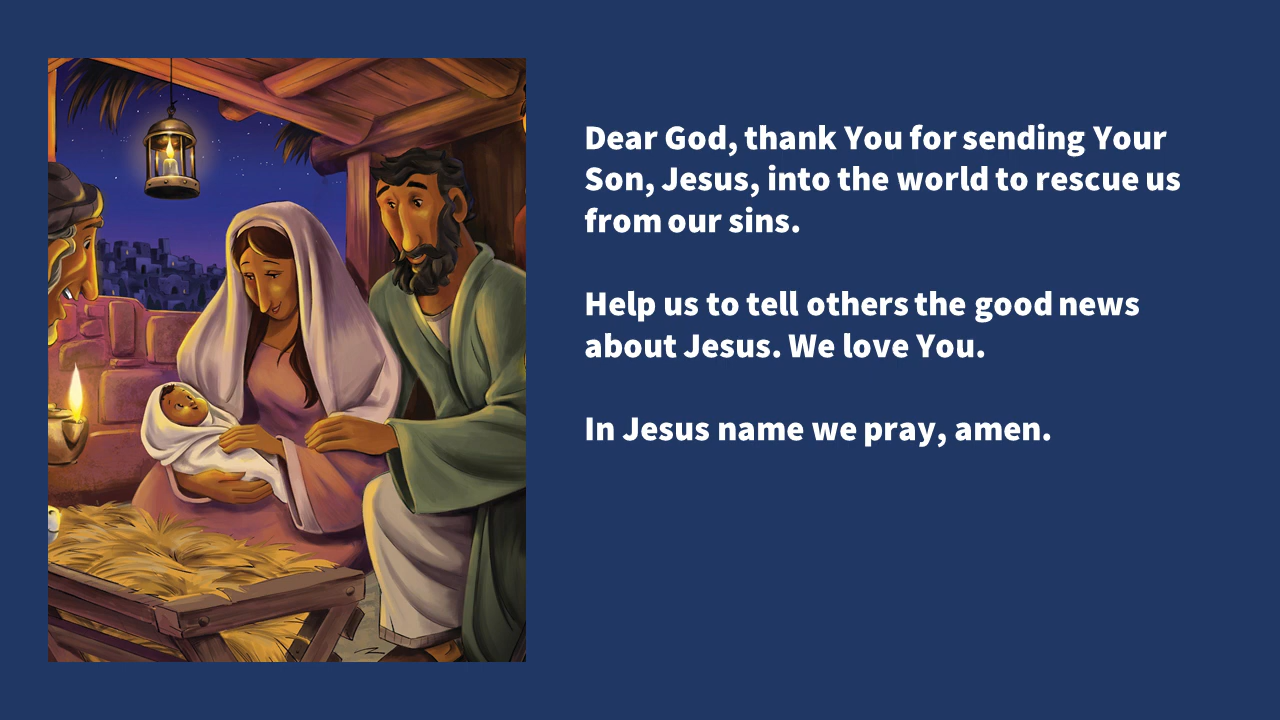 Dear God, thank You for sending Your
Son, Jesus, into the world to rescue us
from our sins.
Help us to tell others the good news
about Jesus. We love You.
In Jesus name we pray, amen.